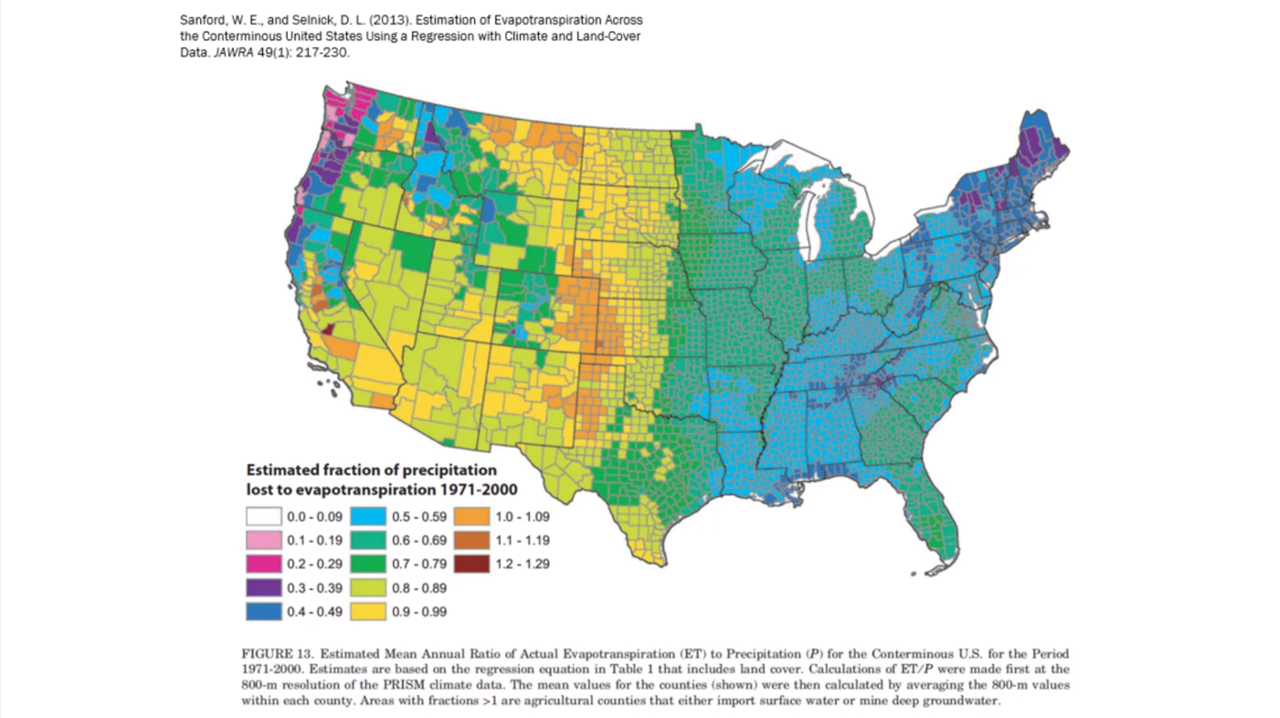 Sanford, W. E., and Selnick, D. L. (2013). Estimation of Evapotranspiration Across
the Conterminous United States Using a Regression with Climate and Land-Cover
Data. JAWRA 49(1): 217-230.
Estimated fraction of precipitation
lost to evapotranspiration 1971-2000
0.0 - 0.09 0.5 - 0.59 1.0 - 1.09
0.1 - 0.19 0.6 - 0.69 1.1 - 1.19
0.2 - 0.29 0.7 - 0.79 1.2 - 1.29
0.3 - 0.39 0.8 - 0.89
0.4 - 0.49 0.9 - 0.99
FIGURE 13. Estimated Mean Annual Ratio of Actual Evapotranspiration (ET) to Precipitation (P) for the Conterminous U.S. for the Period
1971-2000. Estimates are based on the regression equation in Table 1 that includes land cover. Calculations of ET/P were made first at the
800-m resolution of the PRISM climate data. The mean values for the counties (shown) were then calculated by averaging the 800-m values
within each county. Areas with fractions >1 are agricultural counties that either import surface water or mine deep groundwater.